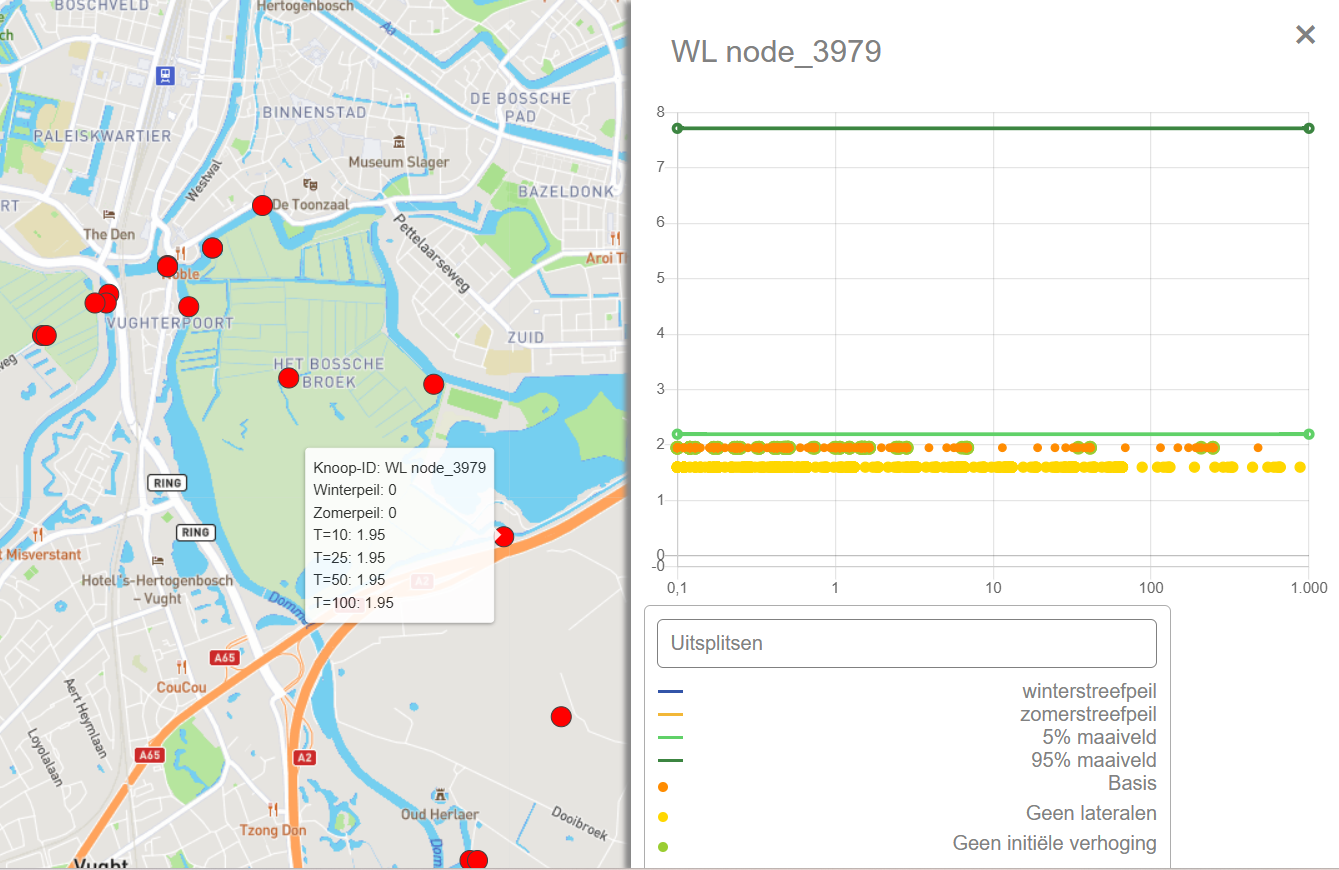 BOSCHVELD
Hertogenbosch
ch
Aa
DE BOSSCHE
PAD
BINNENSTAD
PALEISKWARTIER
Museum Slager
Westwal
BAZELDONK
RT
De Toonzaal
The Den
Pettelaarseweg
Aroi T
VUGHTERPOORT
ZUID
weg
HET BOSSCHE
BROEK
Knoop-ID: WL node_3979
Winterpeil: 0
Zomerpeil: 0
T=10: 1.95
T=25: 1.95
T=50: 1.95
T=100: 1.95
RING
RING
t Misverstant
A2
Hotel 's-Hertogenbosch
– Vught
Domme
A65
CouCou
Aert Heymlaan
Loyolalaan
A65
A2
Oud Herlaer
Tzong Don
Dooibroek
Dom
Vught
WL node_3979
×
8
7
6
5
4
3
2
1
0
-0
0,1
1
10
100
1.000
Uitsplitsen
winterstreefpeil
zomerstreefpeil
5% maaiveld
95% maaiveld
Basis
Geen lateralen
Geen initiële verhoging